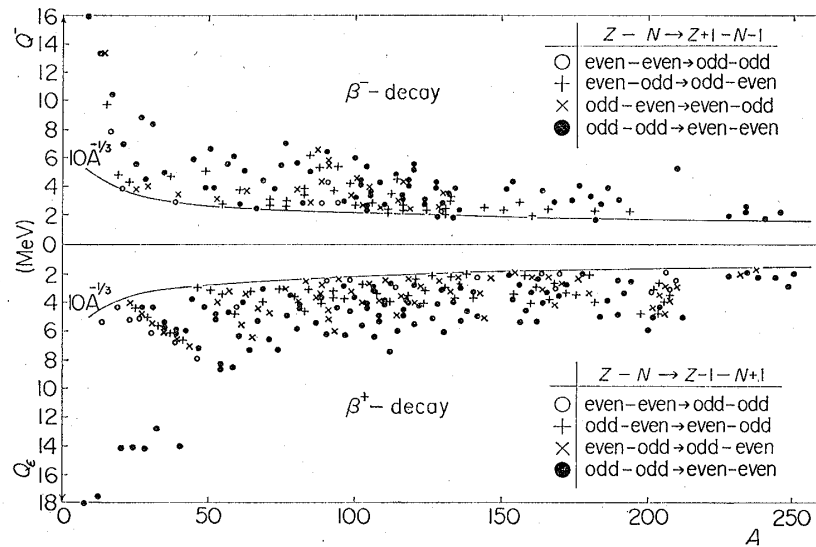 Q⁻
16
14
12
10
8
6
4
2
0
(MeV)
2
4
6
8
10
12
14
16
18
Qε
10A^-1/3
10A^-1/3
β⁻-decay
β⁺-decay
Z - N → Z+1 - N-1
○ even-even→odd-odd
+ even-odd→odd-even
× odd-even→even-odd
● odd-odd→even-even
Z - N → Z-1 - N+1
○ even-even→odd-odd
+ odd-even→even-odd
× even-odd→odd-even
● odd-odd→even-even
0 50 100 150 200 250
A